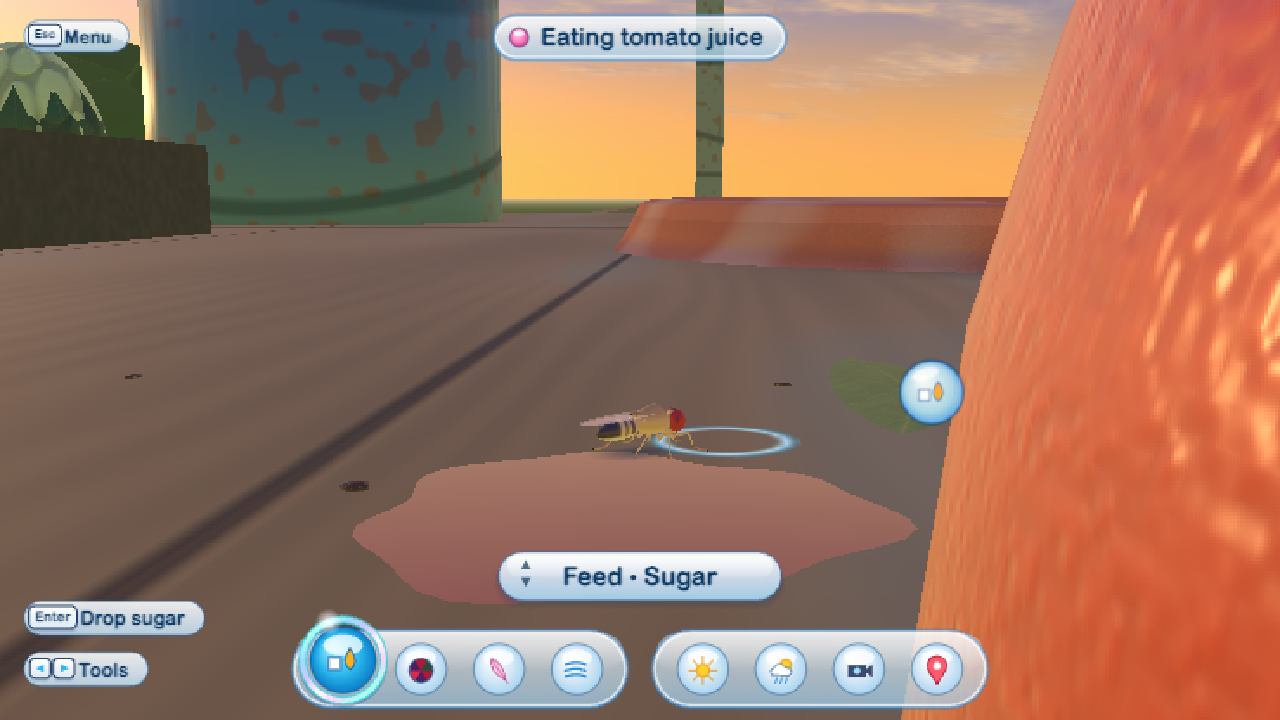 Esc Menu
Eating tomato juice
Feed • Sugar
Enter Drop sugar
Tools